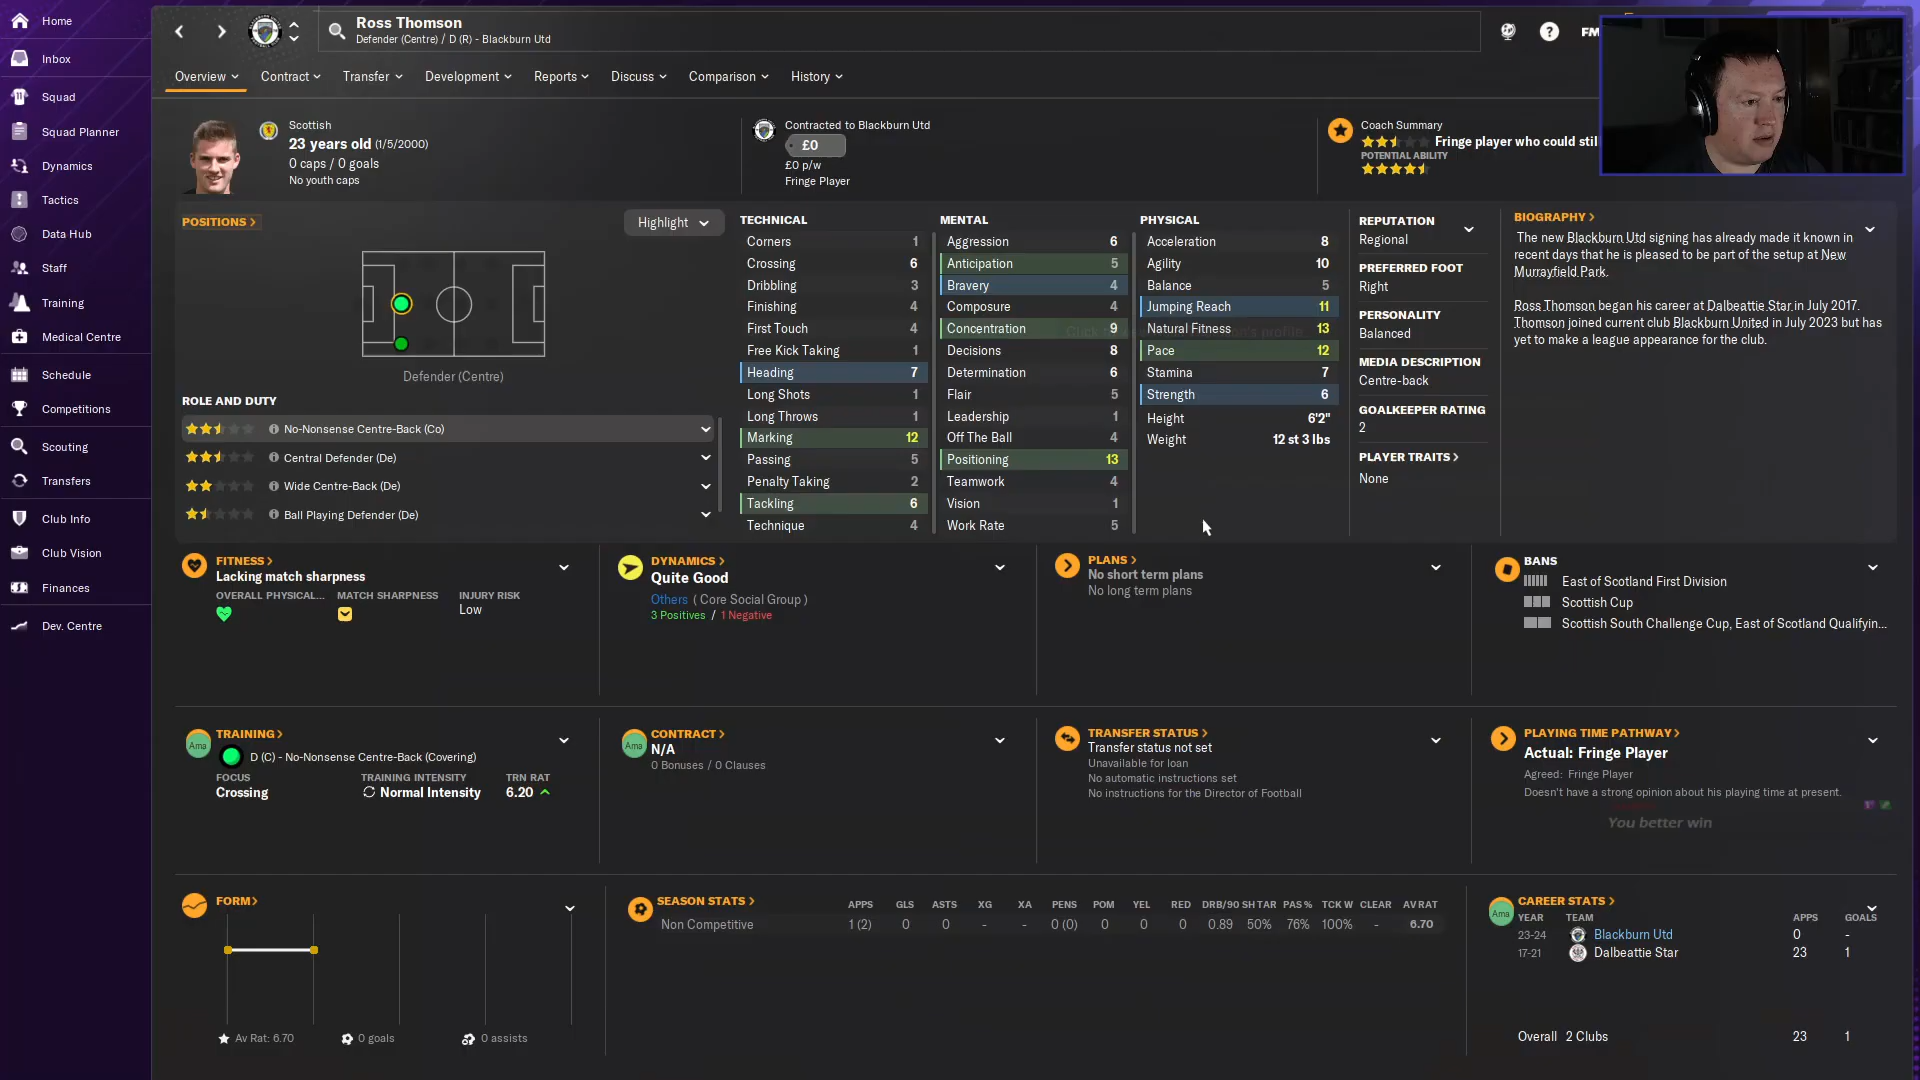 Home
Inbox
Squad
Squad Planner
Dynamics
Tactics
Data Hub
Staff
Training
Medical Centre
Schedule
Competitions
Scouting
Transfers
Club Info
Club Vision
Finances
Dev. Centre
Ross Thomson
Defender (Centre) / D (R) - Blackburn Utd
FM
Overview
Contract
Transfer
Development
Reports
Discuss
Comparison
History
Scottish
23 years old (1/5/2000)
0 caps / 0 goals
No youth caps
Contracted to Blackburn Utd
£0
£0 p/w
Fringe Player
Coach Summary
Fringe player who could stil
POTENTIAL ABILITY
POSITIONS >
Highlight
Defender (Centre)
ROLE AND DUTY
No-Nonsense Centre-Back (Co)
Central Defender (De)
Wide Centre-Back (De)
Ball Playing Defender (De)
TECHNICAL
Corners 1
Crossing 6
Dribbling 3
Finishing 4
First Touch 4
Free Kick Taking 1
Heading 7
Long Shots 1
Long Throws 1
Marking 12
Passing 5
Penalty Taking 2
Tackling 6
Technique 4
MENTAL
Aggression 6
Anticipation 5
Bravery 4
Composure 4
Concentration 9
Decisions 8
Determination 6
Flair 5
Leadership 1
Off The Ball 4
Positioning 13
Teamwork 4
Vision 1
Work Rate 5
PHYSICAL
Acceleration 8
Agility 10
Balance 5
Jumping Reach 11
Natural Fitness 13
Pace 12
Stamina 7
Strength 6
Height 6'2"
Weight 12 st 3 lbs
REPUTATION
Regional
PREFERRED FOOT
Right
PERSONALITY
Balanced
MEDIA DESCRIPTION
Centre-back
GOALKEEPER RATING
2
PLAYER TRAITS >
None
BIOGRAPHY >
The new Blackburn Utd signing has already made it known in
recent days that he is pleased to be part of the setup at New
Murrayfield Park.
Ross Thomson began his career at Dalbeattie Star in July 2017.
Thomson joined current club Blackburn United in July 2023 but has
yet to make a league appearance for the club.
FITNESS >
Lacking match sharpness
OVERALL PHYSICAL... MATCH SHARPNESS INJURY RISK
Low
DYNAMICS >
Quite Good
Others ( Core Social Group )
3 Positives / 1 Negative
PLANS >
No short term plans
No long term plans
BANS
East of Scotland First Division
Scottish Cup
Scottish South Challenge Cup, East of Scotland Qualifyin...
Ama
TRAINING >
D (C) - No-Nonsense Centre-Back (Covering)
FOCUS TRAINING INTENSITY TRN RAT
Crossing Normal Intensity 6.20
Ama
CONTRACT >
N/A
0 Bonuses / 0 Clauses
TRANSFER STATUS >
Transfer status not set
Unavailable for loan
No automatic instructions set
No instructions for the Director of Football
PLAYING TIME PATHWAY >
Actual: Fringe Player
Agreed: Fringe Player
Doesn't have a strong opinion about his playing time at present.
You better win
FORM >
Av Rat: 6.70
0 goals
0 assists
SEASON STATS > APPS GLS ASTS XG XA PENS POM YEL RED DRB/90 SH TAR PAS % TCK W CLEAR AV RAT
Non Competitive 1 (2) 0 0 - - 0 (0) 0 0 0 0.89 50% 76% 100% - 6.70
Ama
CAREER STATS >
YEAR TEAM APPS GOALS
23-24 Blackburn Utd 0 -
17-21 Dalbeattie Star 23 1
Overall 2 Clubs 23 1